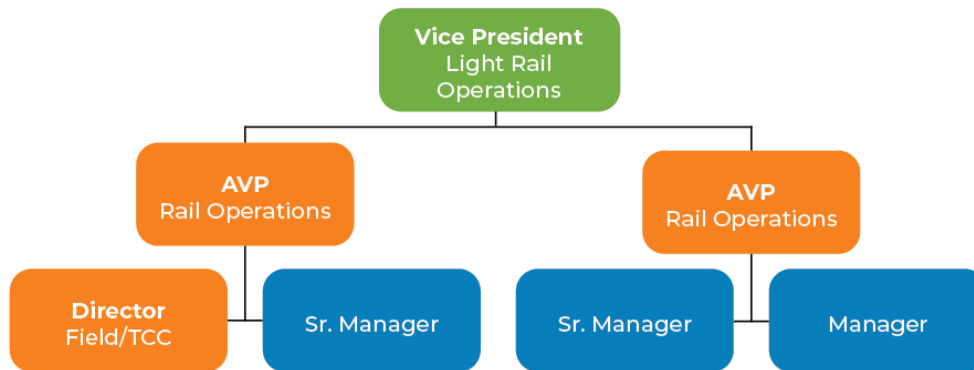 Vice President
Light Rail
Operations
AVP
Rail Operations
AVP
Rail Operations
Director
Field/TCC
Sr. Manager
Sr. Manager
Manager